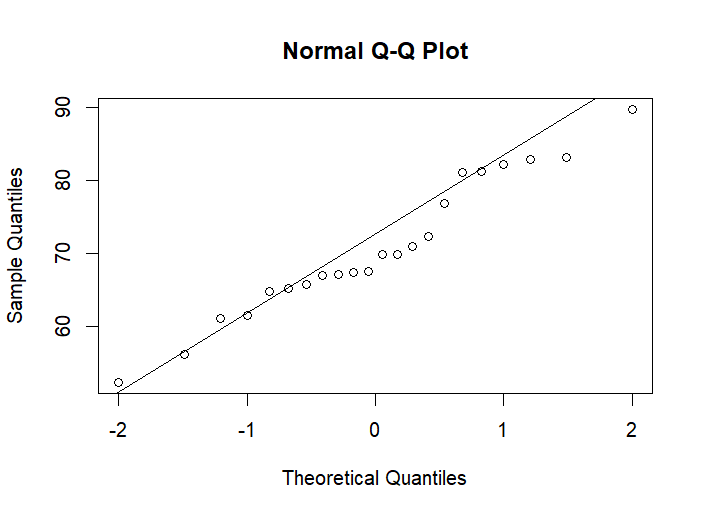 Normal Q-Q Plot
90
80
70
60
Sample Quantiles
-2 -1 0 1 2
Theoretical Quantiles